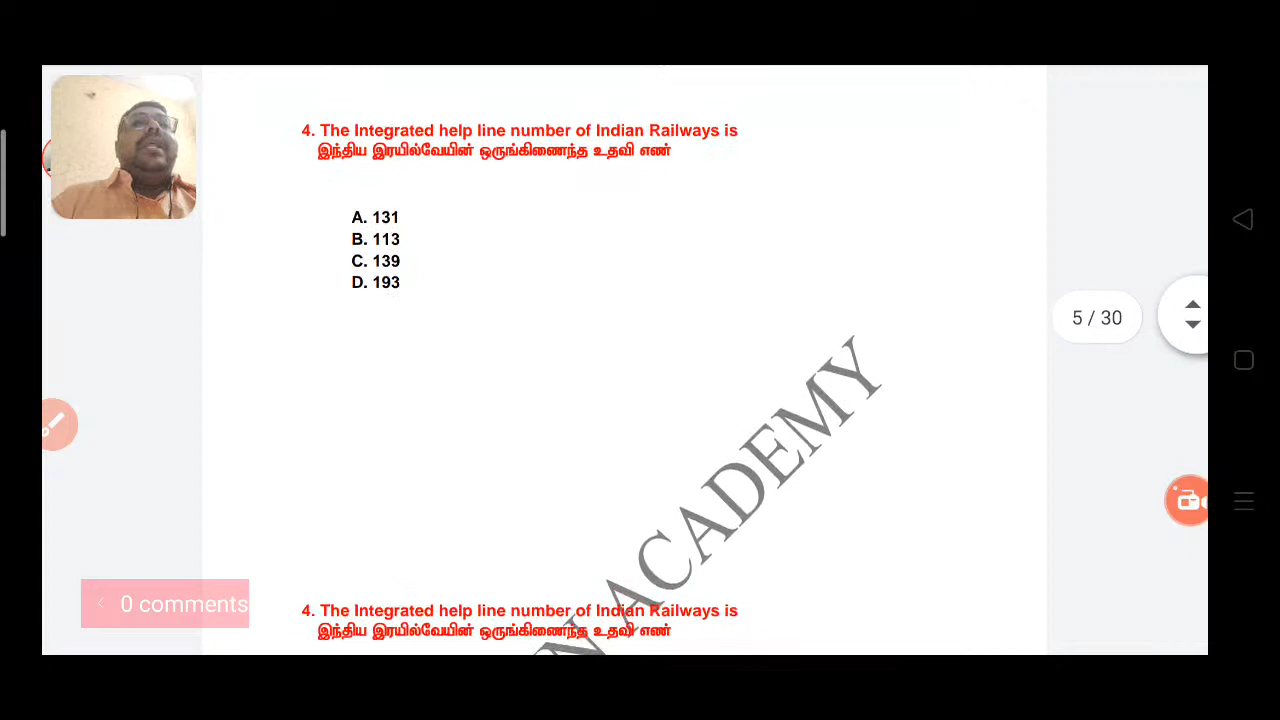 4. The Integrated help line number of Indian Railways is
இந்திய இரயில்வேயின் ஒருங்கிணைந்த உதவி எண்
A. 131
B. 113
C. 139
D. 193
5 / 30
ACADEMY
0 comments
4. The Integrated help line number of Indian Railways is
இந்திய இரயில்வேயின் ஒருங்கிணைந்த உதவி எண்